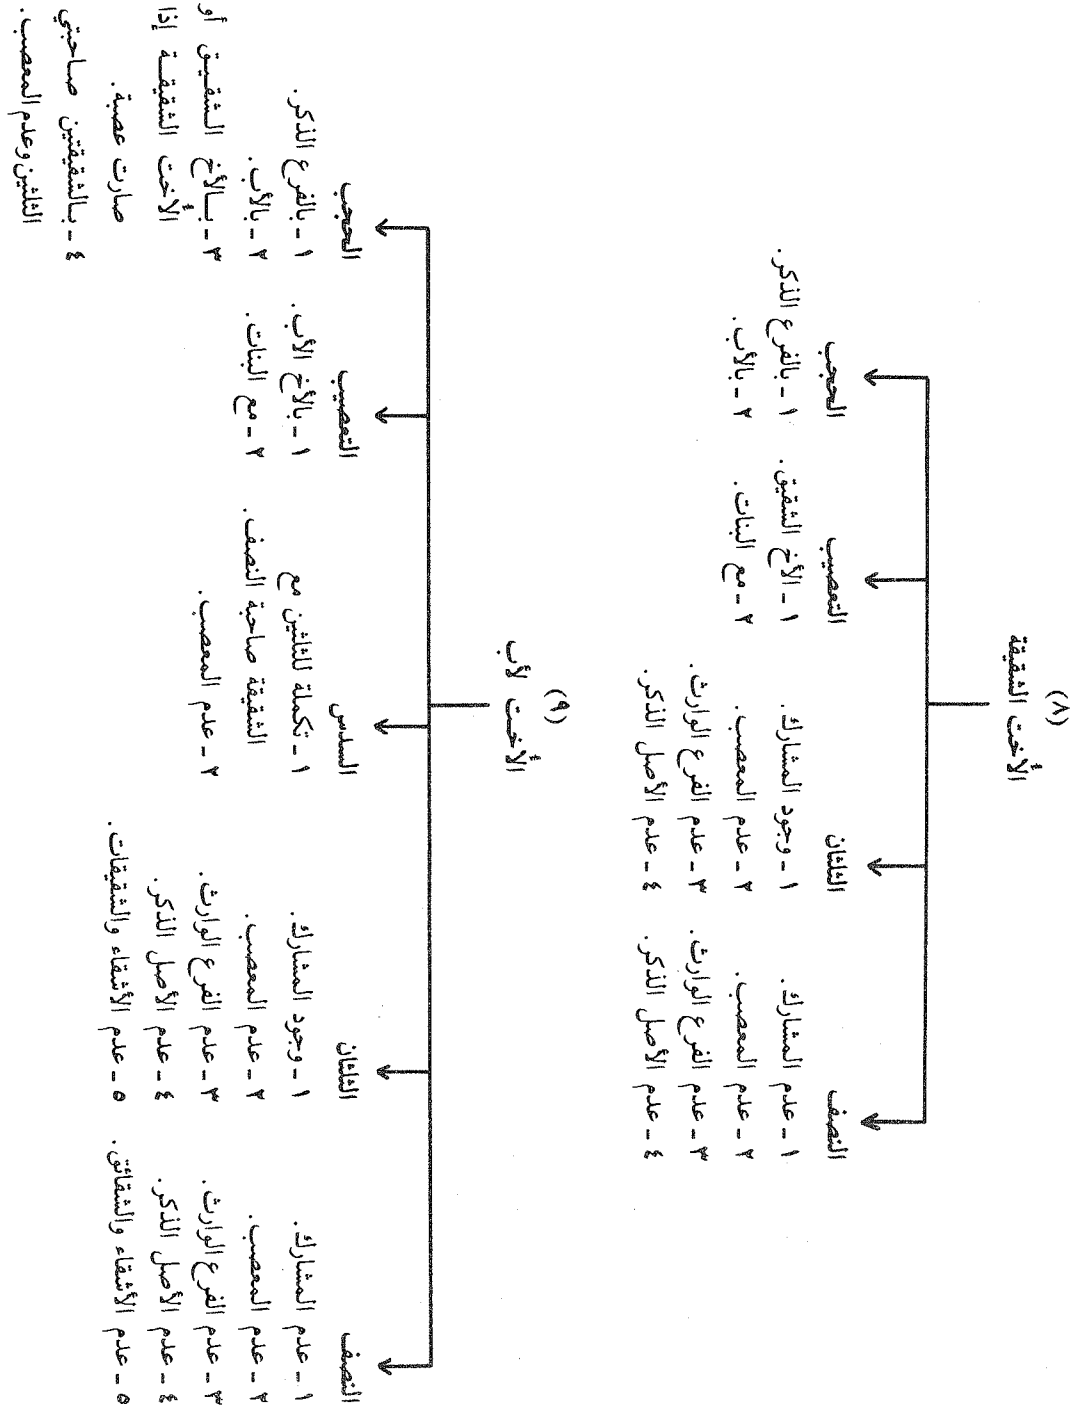 (٨)
الأخت الشقيقة
النصف
١ - عدم المشارك.
٢ - عدم المعصب.
٣ - عدم الفرع الوارث.
٤ - عدم الأصل الذكر.
الثلثان
١ - وجود المشارك.
٢ - عدم المعصب.
٣ - عدم الفرع الوارث.
٤ - عدم الأصل الذكر.
التعصيب
١ - الأخ الشقيق.
٢ - مع البنات.
الحجب
١ - بالفرع الذكر.
٢ - بالأب.
(٩)
الأخت لأب
النصف
١ - عدم المشارك.
٢ - عدم المعصب.
٣ - عدم الفرع الوارث.
٤ - عدم الأصل الذكر.
٥ - عدم الأشقاء والشقائق.
الثلثان
١ - وجود المشارك.
٢ - عدم المعصب.
٣ - عدم الفرع الوارث.
٤ - عدم الأصل الذكر.
٥ - عدم الأشقاء والشقيقات.
السدس
١ - تكملة للثلثين مع
الشقيقة صاحبة النصف.
٢ - عدم المعصب.
التعصيب
١ - بالأخ الأب.
٢ - مع البنات.
الحجب
١ - بالفرع الذكر.
٢ - بالأب.
٣ - بالأخ الشقيق أو
الأخت الشقيقة إذا
صارت عصبة.
٤ - بالشقيقتين صاحبتي
الثلثين وعدم المعصب.